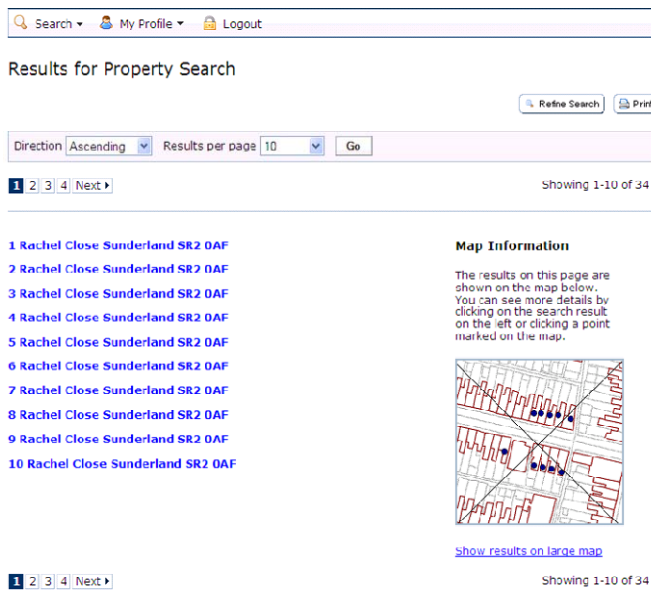 Search My Profile Logout
Results for Property Search
Refine Search Print
Direction Ascending Results per page 10 Go
1 2 3 4 Next Showing 1-10 of 34
1 Rachel Close Sunderland SR2 0AF
2 Rachel Close Sunderland SR2 0AF
3 Rachel Close Sunderland SR2 0AF
4 Rachel Close Sunderland SR2 0AF
5 Rachel Close Sunderland SR2 0AF
6 Rachel Close Sunderland SR2 0AF
7 Rachel Close Sunderland SR2 0AF
8 Rachel Close Sunderland SR2 0AF
9 Rachel Close Sunderland SR2 0AF
10 Rachel Close Sunderland SR2 0AF
Map Information
The results on this page are
shown on the map below.
You can see more details by
clicking on the search result
on the left or clicking a point
marked on the map.
Show results on large map
1 2 3 4 Next Showing 1-10 of 34